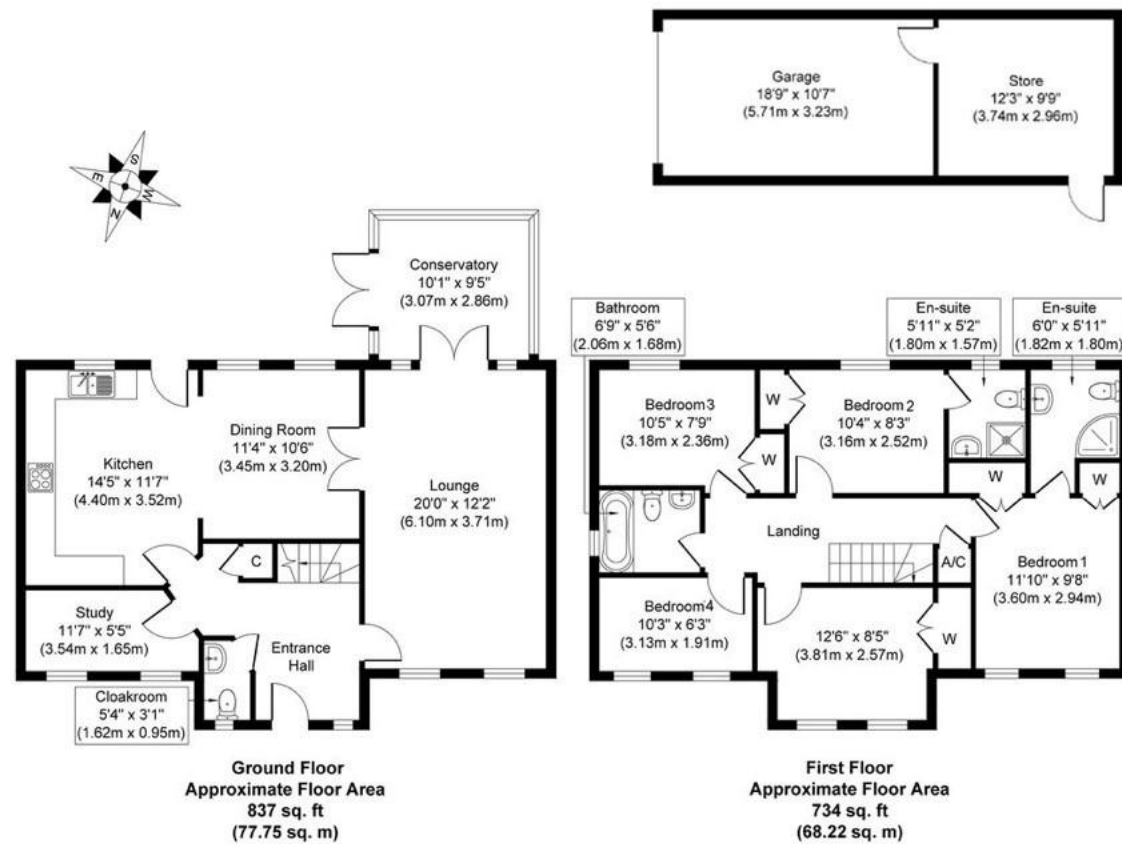 Garage
18'9" x 10'7"
(5.71m x 3.23m)
Store
12'3" x 9'9"
(3.74m x 2.96m)
S
E
W
N
Conservatory
10'1" x 9'5"
(3.07m x 2.86m)
Kitchen
14'5" x 11'7"
(4.40m x 3.52m)
Dining Room
11'4" x 10'6"
(3.45m x 3.20m)
Lounge
20'0" x 12'2"
(6.10m x 3.71m)
C
Study
11'7" x 5'5"
(3.54m x 1.65m)
Entrance
Hall
Cloakroom
5'4" x 3'1"
(1.62m x 0.95m)
Ground Floor
Approximate Floor Area
837 sq. ft
(77.75 sq. m)
Bathroom
6'9" x 5'6"
(2.06m x 1.68m)
En-suite
5'11" x 5'2"
(1.80m x 1.57m)
En-suite
6'0" x 5'11"
(1.82m x 1.80m)
Bedroom3
10'5" x 7'9"
(3.18m x 2.36m)
W
W
Bedroom2
10'4" x 8'3"
(3.16m x 2.52m)
W
W
Landing
A/C
Bedroom1
11'10" x 9'8"
(3.60m x 2.94m)
Bedroom4
10'3" x 6'3"
(3.13m x 1.91m)
12'6" x 8'5"
(3.81m x 2.57m)
W
First Floor
Approximate Floor Area
734 sq. ft
(68.22 sq. m)